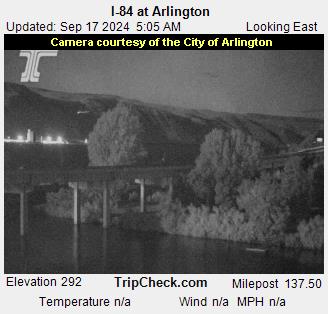 I-84 at Arlington
Updated: Sep 17 2024 5:05 AM Looking East
Camera courtesy of the City of Arlington
Elevation 292 TripCheck.com Milepost 137.50
Temperature n/a Wind n/a MPH n/a